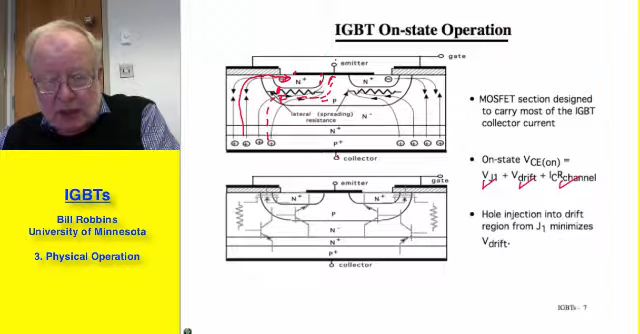 IGBT On-state Operation
emitter
gate
N+
N+
P
N-
lateral (spreading)
resistance
N+
P+
collector
emitter
gate
N+
N+
P
N-
N+
P+
collector
• MOSFET section designed
to carry most of the IGBT
collector current
• On-state VCE(on) =
VJ1 + Vdrift + ICRchannel
• Hole injection into drift
region from J1 minimizes
Vdrift.
IGBTs - 7
IGBTs
Bill Robbins
University of Minnesota
3. Physical Operation